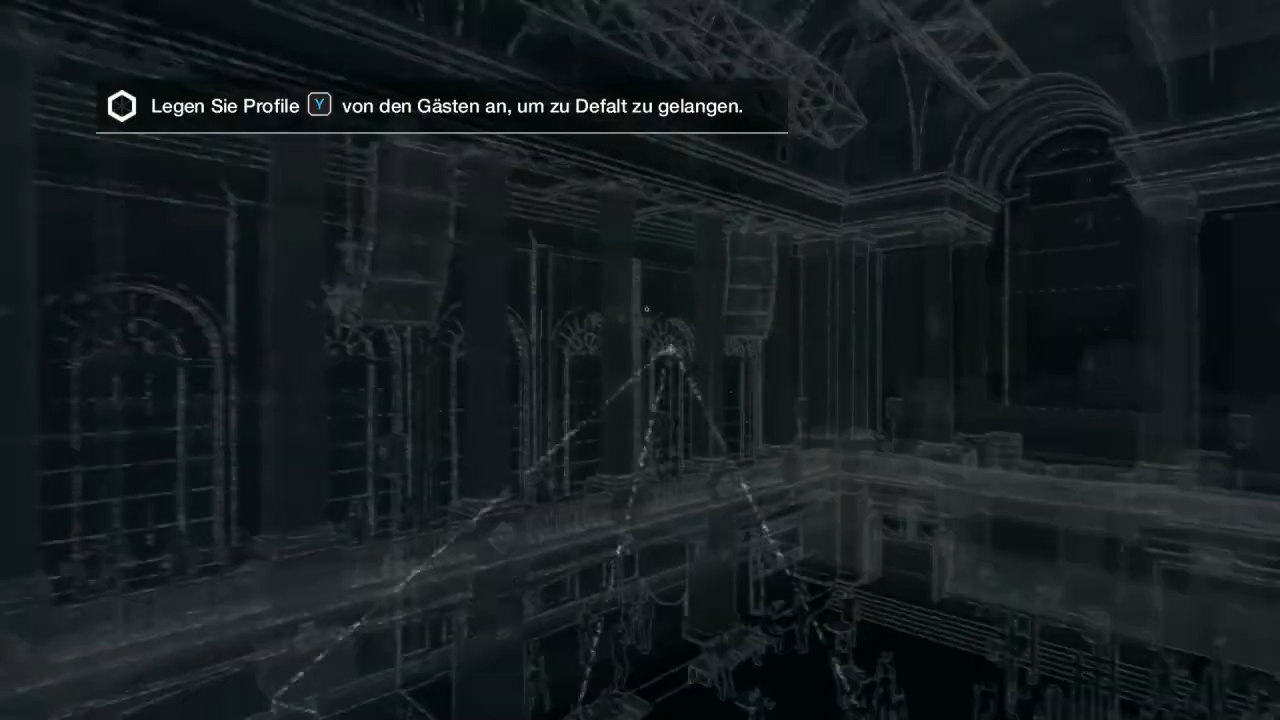 Legen Sie Profile Y von den Gästen an, um zu Defalt zu gelangen.